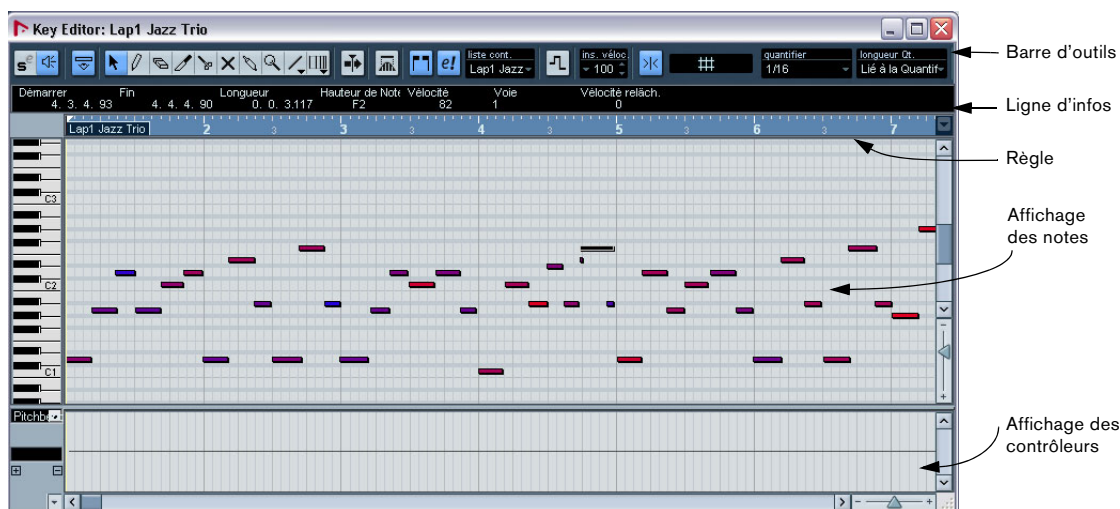 Key Editor: Lap1 Jazz Trio
liste cont. ins. véloc. quantifier longueur Qt.
Lap1 Jazz 100 1/16 Lié à la Quantif
Barre d'outils
Démarrer Fin Longueur Hauteur de Note Vélocité Voie Vélocité relâch.
4. 3. 4. 93 4. 4. 4. 90 0. 0. 3.117 F2 82 1 0
Ligne d'infos
Lap1 Jazz Trio 2 3 3 3 4 3 5 3 6 3 7
Règle
C3
Affichage
des notes
C2
C1
Pitchb
Affichage des
contrôleurs